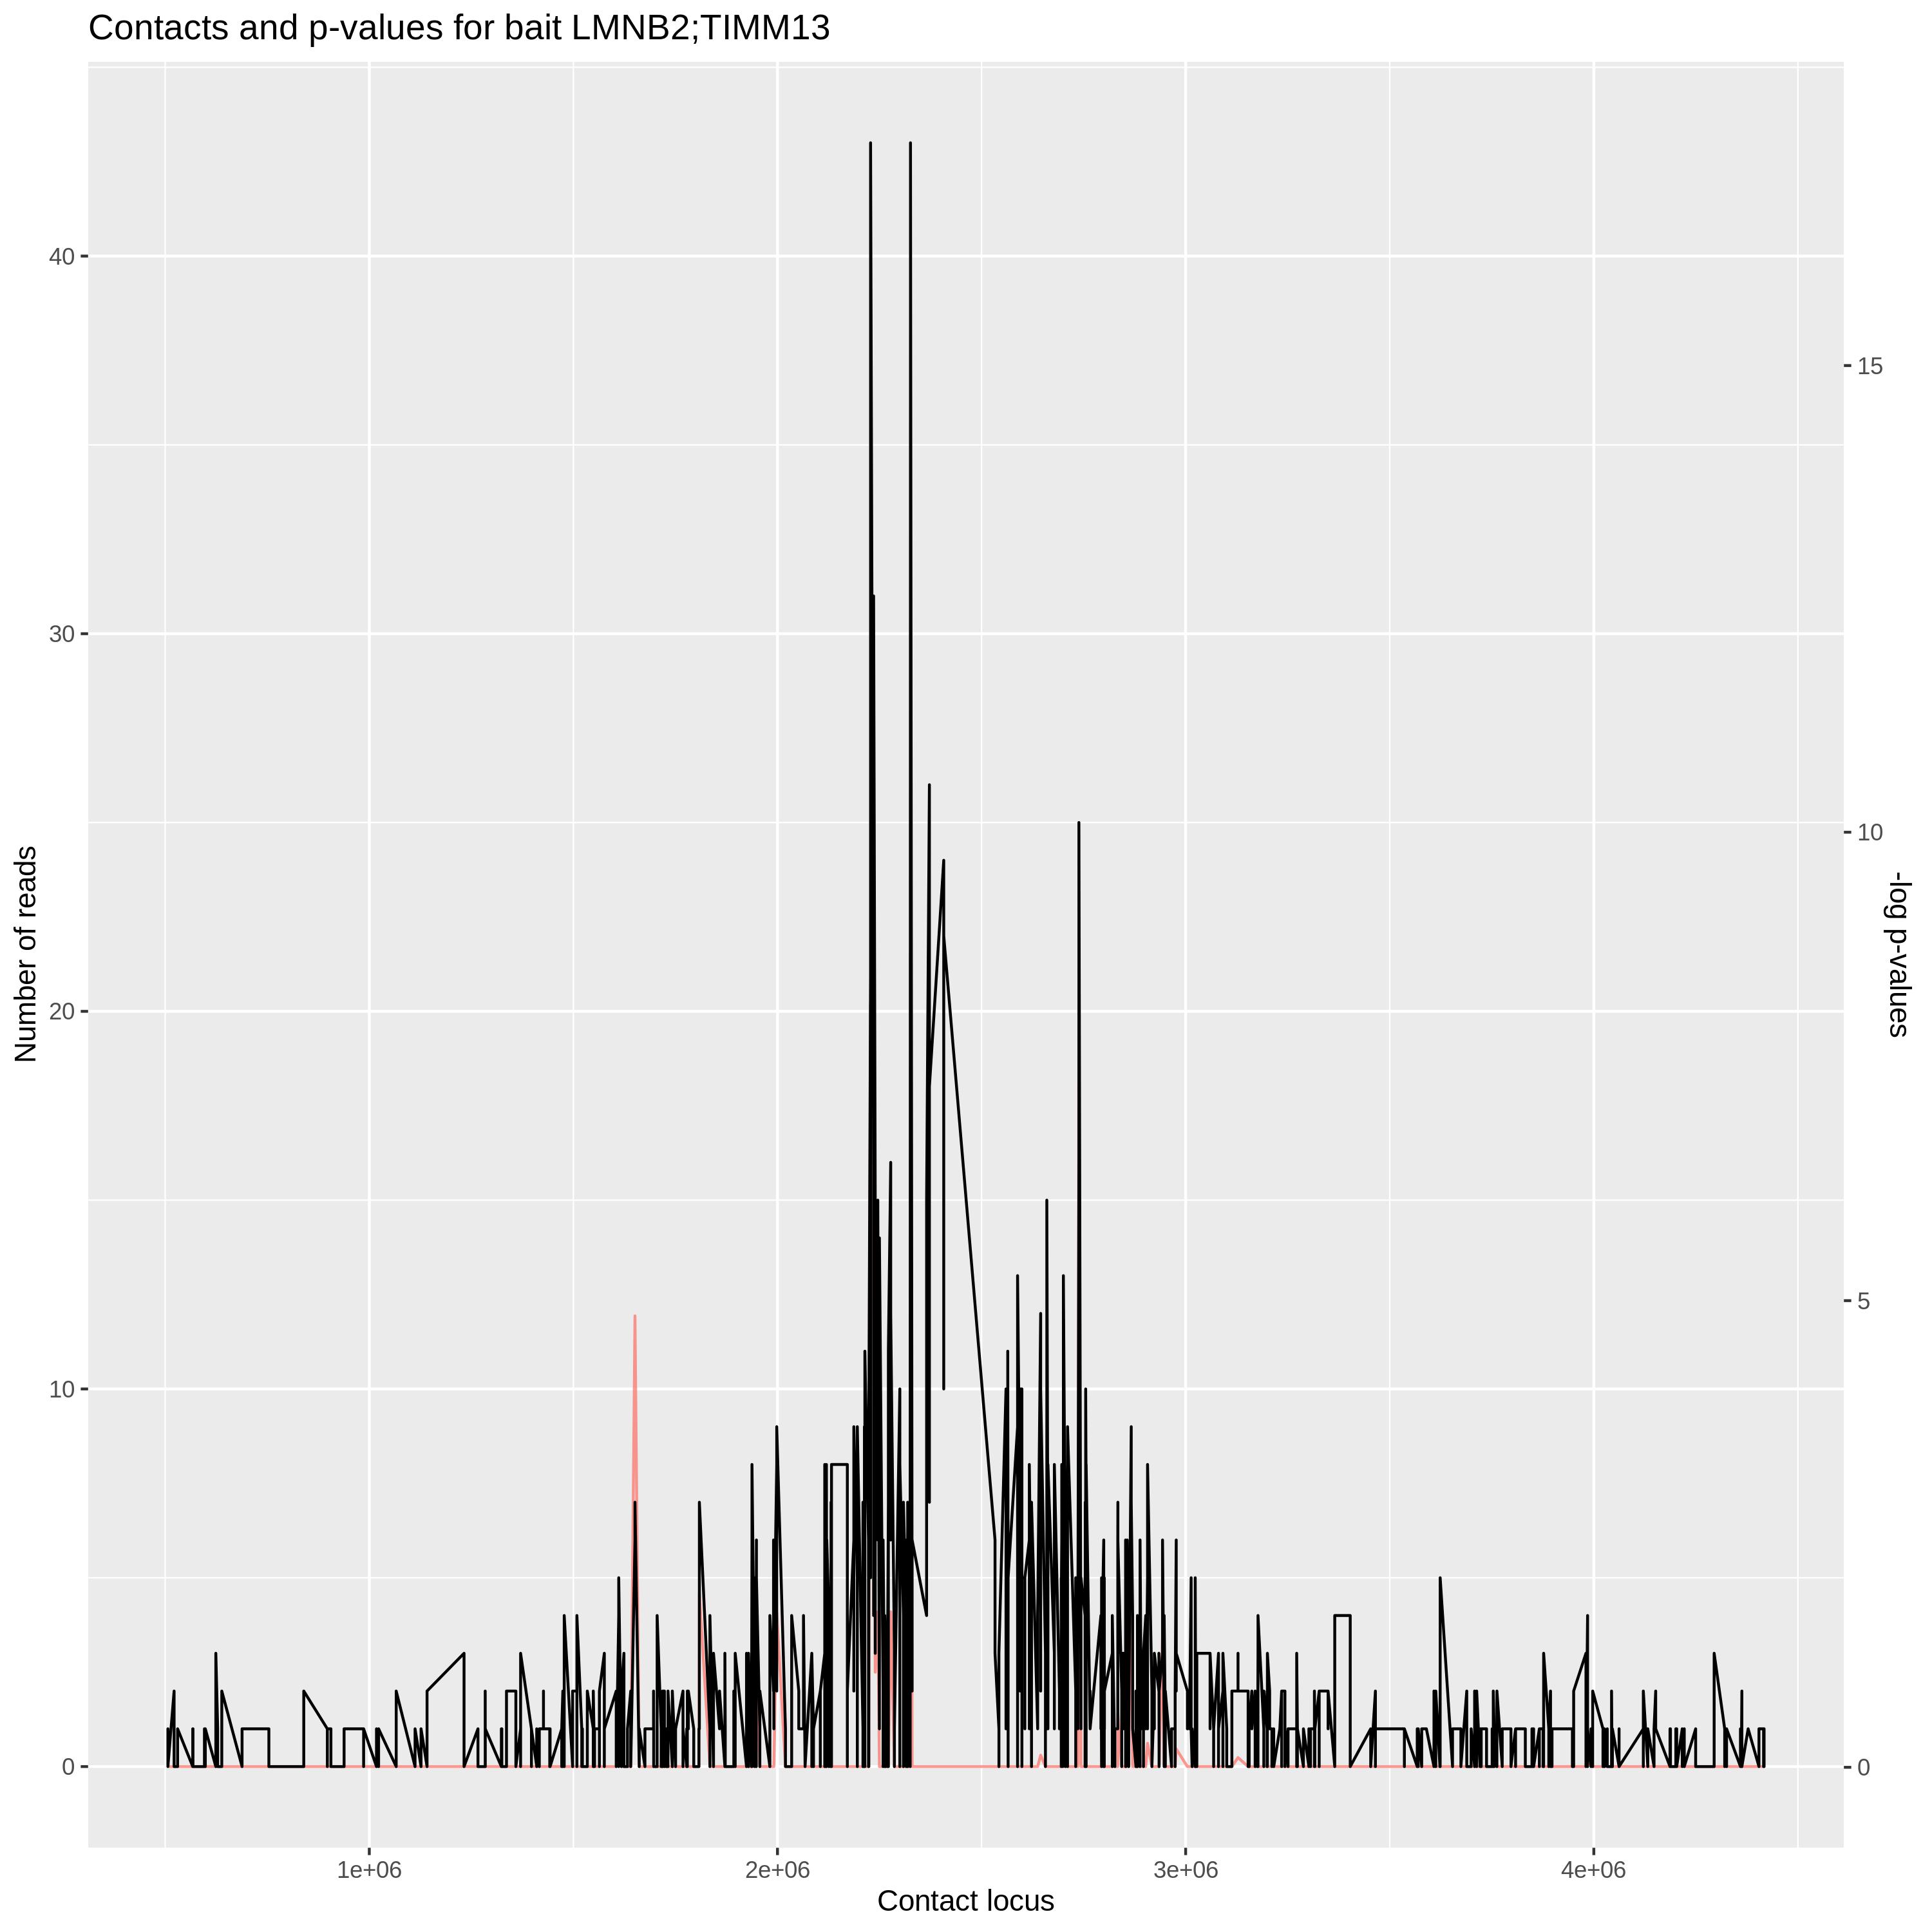 Contacts and p-values for bait LMNB2;TIMM13
Number of reads
40
30
20
10
0
15
10
5
0
-log p-values
1e+06
2e+06
3e+06
4e+06
Contact locus